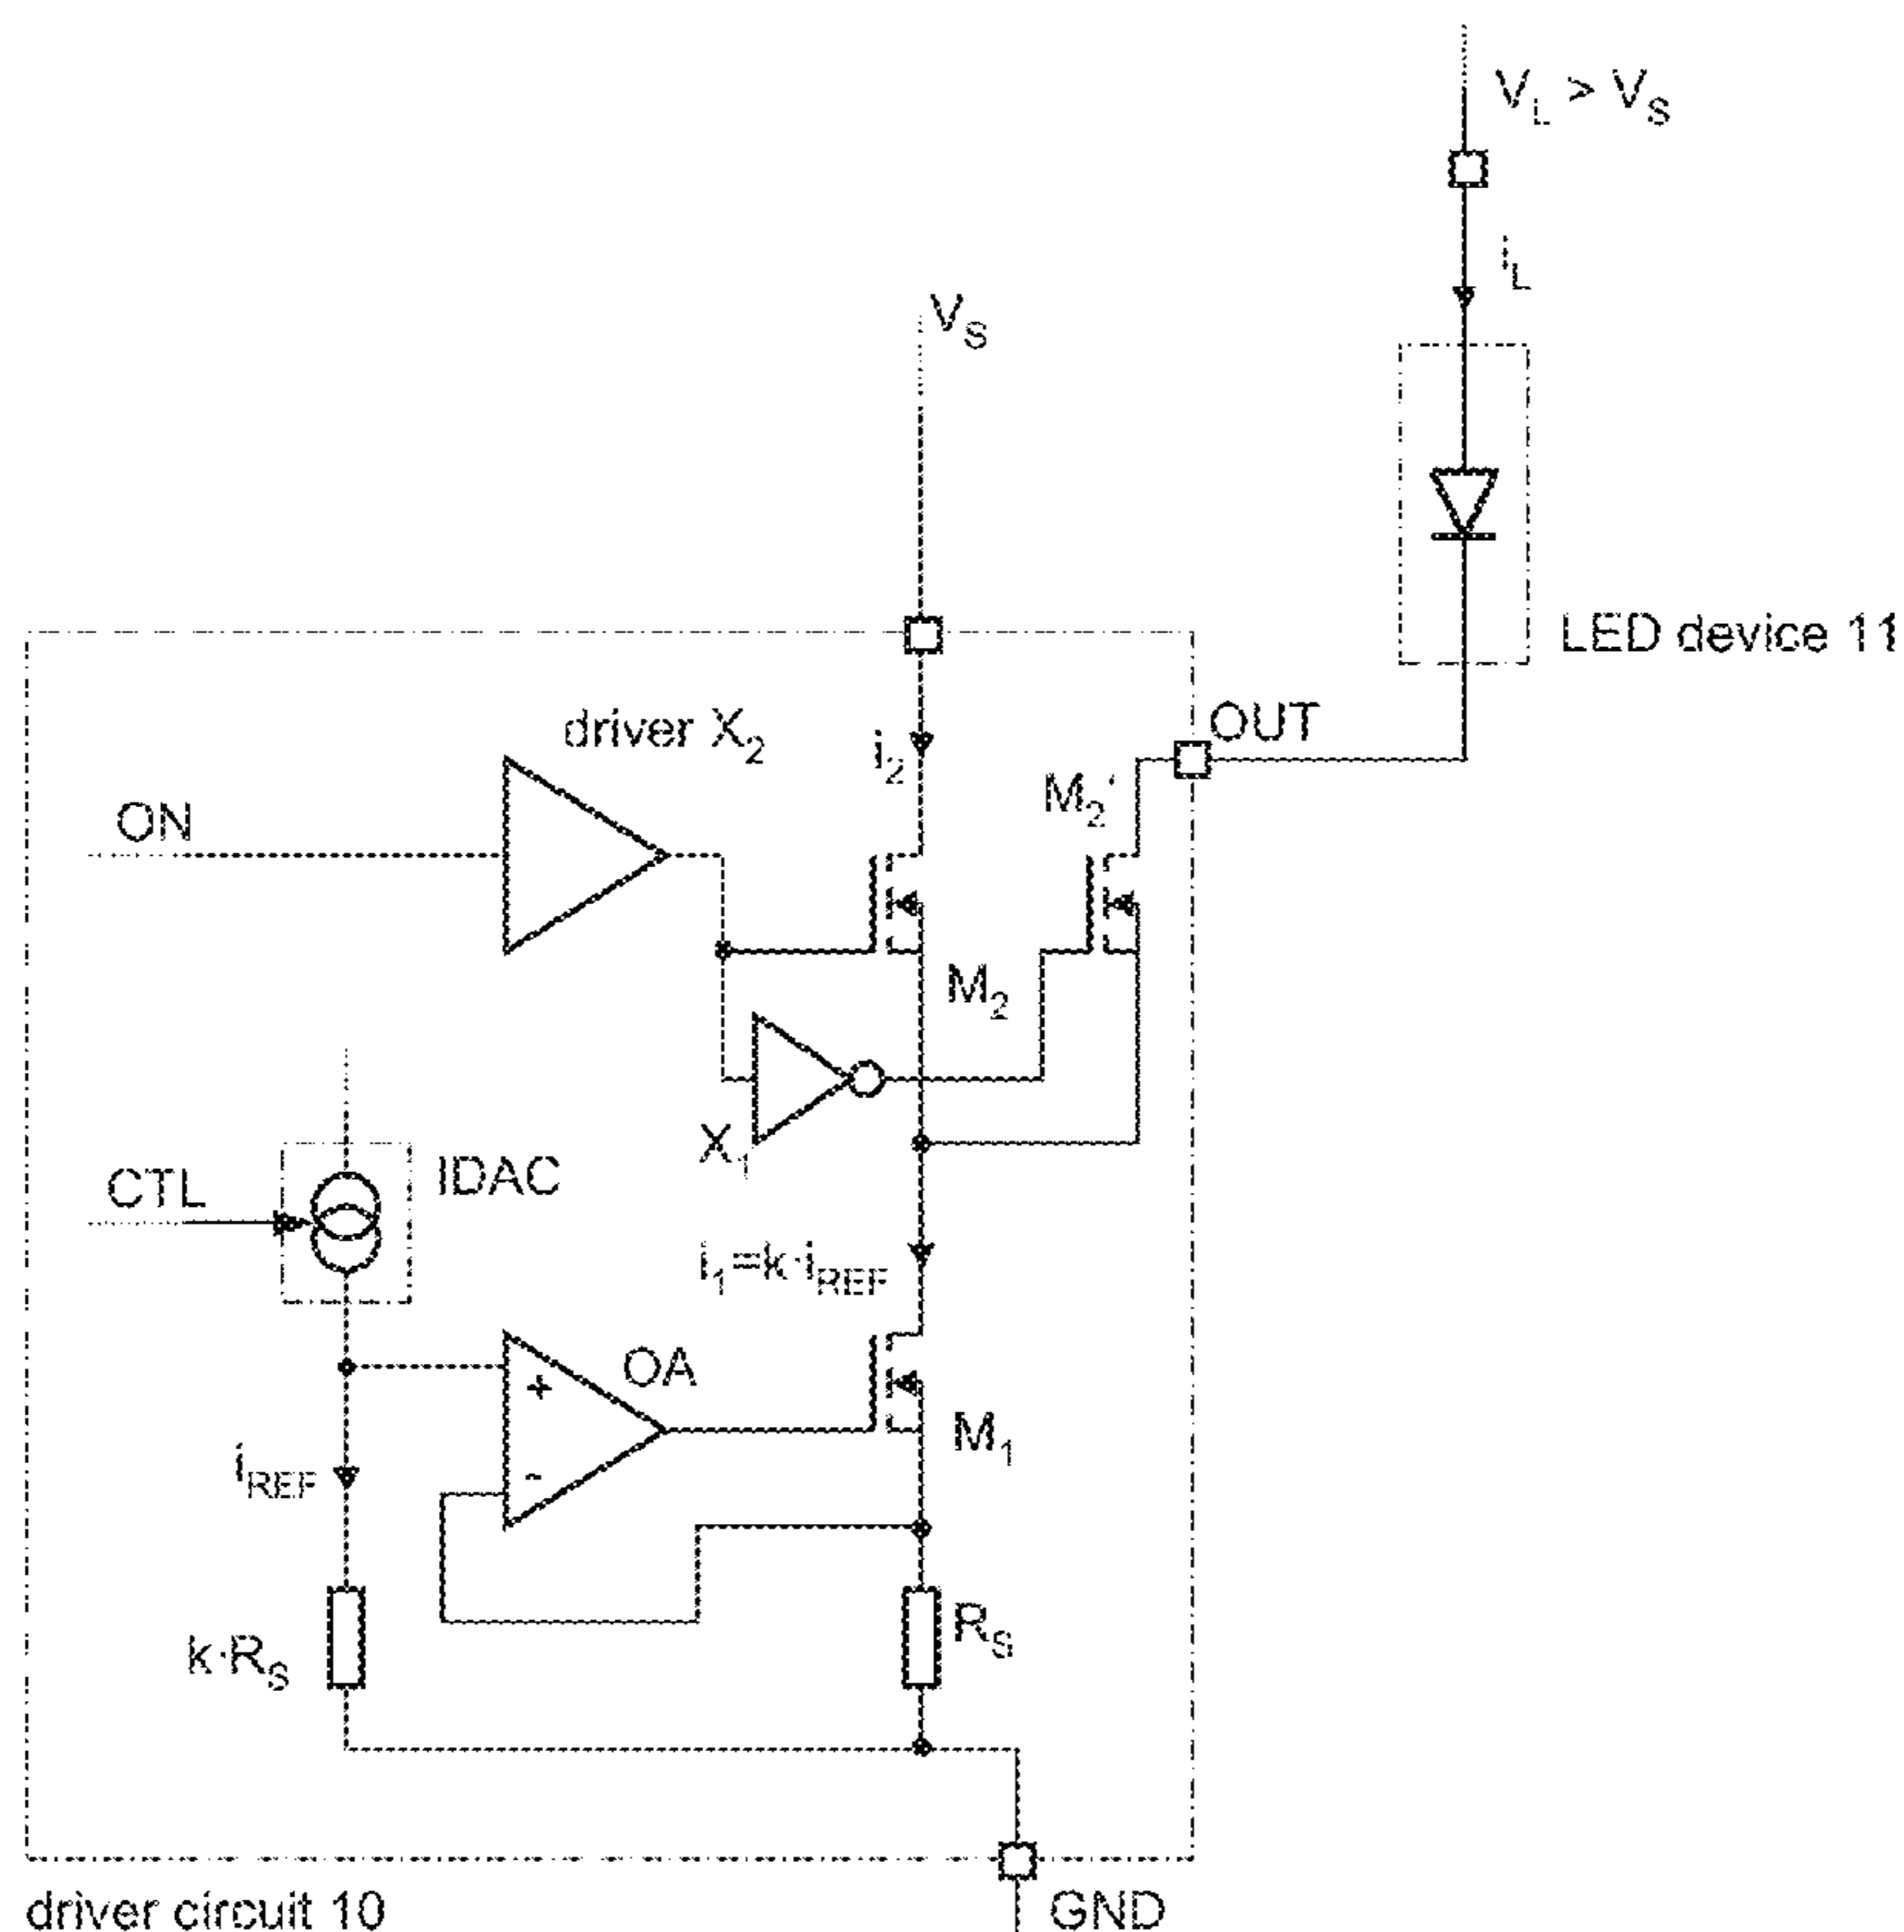 V_L > V_S
i_L
V_S
LED device 11
driver X_2
i_2
OUT
M_2'
ON
M_2
X_1
CTL
IDAC
i_1=k·i_REF
OA
+
-
M_1
i_REF
R_S
k·R_S
driver circuit 10
GND